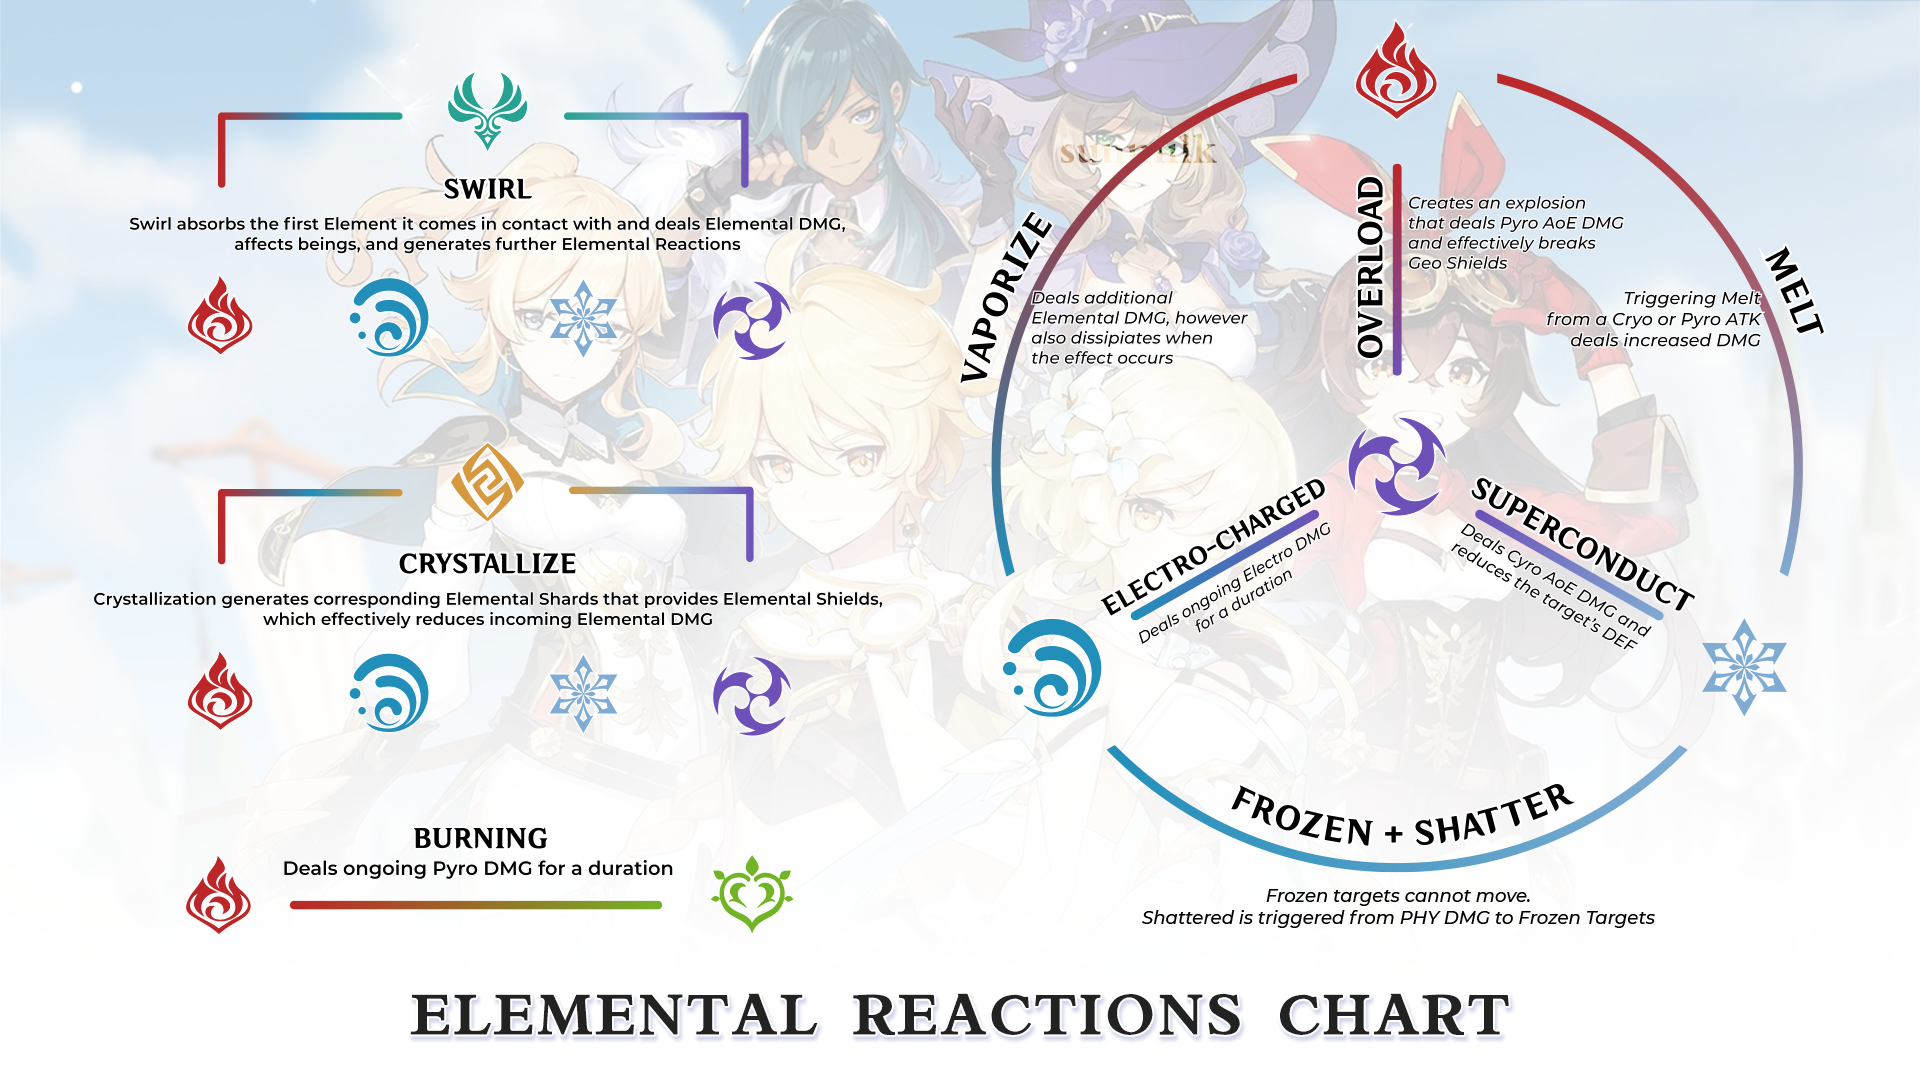 SWIRL
Swirl absorbs the first Element it comes in contact with and deals Elemental DMG,
affects beings, and generates further Elemental Reactions
CRYSTALLIZE
Crystallization generates corresponding Elemental Shards that provides Elemental Shields,
which effectively reduces incoming Elemental DMG
BURNING
Deals ongoing Pyro DMG for a duration
VAPORIZE
Deals additional
Elemental DMG, however
also dissipiates when
the effect occurs
OVERLOAD
Creates an explosion
that deals Pyro AoE DMG
and effectively breaks
Geo Shields
MELT
Triggering Melt
from a Cryo or Pyro ATK
deals increased DMG
ELECTRO-CHARGED
Deals ongoing Electro DMG
for a duration
SUPERCONDUCT
Deals Cyro AoE DMG and
reduces the target's DEF
FROZEN + SHATTER
Frozen targets cannot move.
Shattered is triggered from PHY DMG to Frozen Targets
ELEMENTAL REACTIONS CHART